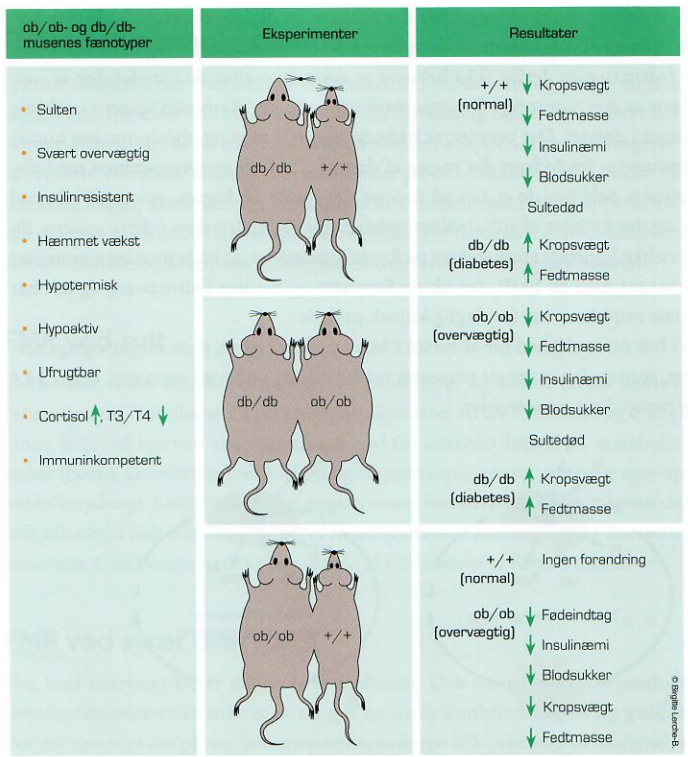 ob/ob- og db/db-
musenes fænotyper
Eksperimenter
Resultater
• Sulten
• Svært overvægtig
• Insulinresistent
• Hæmmet vækst
• Hypotermisk
• Hypoaktiv
• Ufrugtbar
• Cortisol ↑, T3/T4 ↓
• Immuninkompetent
db/db
+/+
+/+
(normal)
↓ Kropsvægt
↓ Fedtmasse
↓ Insulinæmi
↓ Blodsukker
Sultedød
db/db
(diabetes)
↑ Kropsvægt
↑ Fedtmasse
db/db
ob/ob
ob/ob
(overvægtig)
↓ Kropsvægt
↓ Fedtmasse
↓ Insulinæmi
↓ Blodsukker
Sultedød
db/db
(diabetes)
↑ Kropsvægt
↑ Fedtmasse
ob/ob
+/+
+/+
(normal)
Ingen forandring
ob/ob
(overvægtig)
↓ Fødeindtag
↓ Insulinæmi
↓ Blodsukker
↓ Kropsvægt
↓ Fedtmasse
© Birgitte Lerche-B.